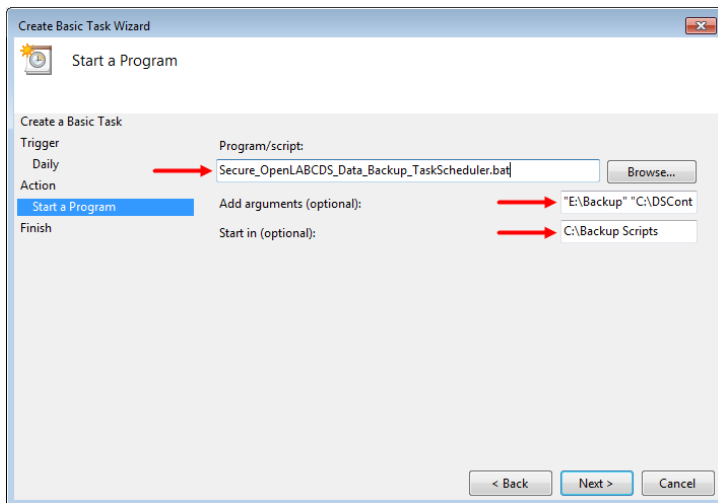 Create Basic Task Wizard
Start a Program
Create a Basic Task
Trigger
Daily
Action
Start a Program
Finish
Program/script:
Secure_OpenLABCDS_Data_Backup_TaskScheduler.bat
Browse...
Add arguments (optional):
"E:\Backup" "C:\DSCont
Start in (optional):
C:\Backup Scripts
< Back
Next >
Cancel